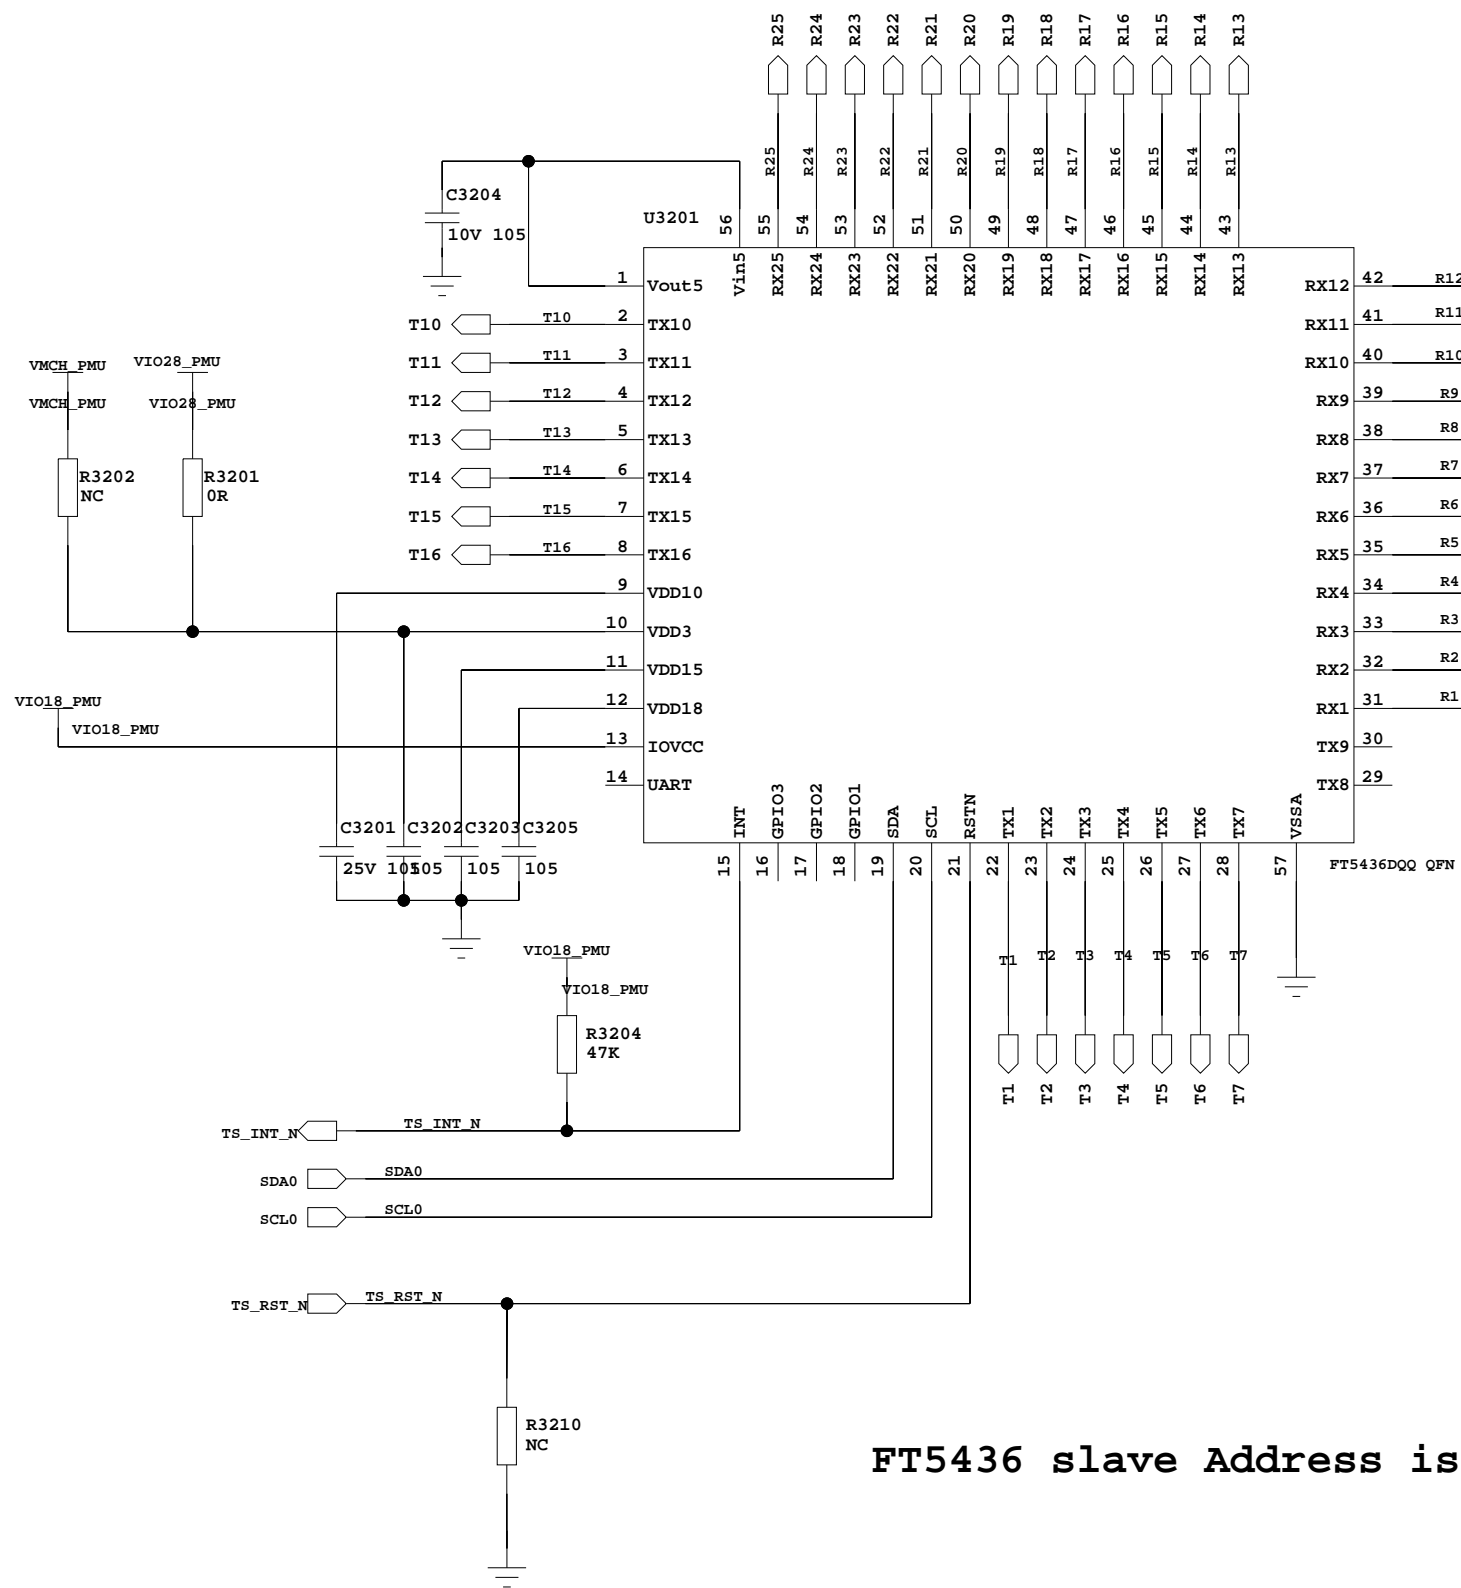 R25 R24 R23 R22 R21 R20 R19 R18 R17 R16 R15 R14 R13
R25 R24 R23 R22 R21 R20 R19 R18 R17 R16 R15 R14 R13
C3204
10V 105
U3201
56 55 54 53 52 51 50 49 48 47 46 45 44 43
Vin5 RX25 RX24 RX23 RX22 RX21 RX20 RX19 RX18 RX17 RX16 RX15 RX14 RX13
1 Vout5 RX12 42 R12
T10 T10 2 TX10 RX11 41 R11
T11 T11 3 TX11 RX10 40 R10
VMCH_PMU VIO28_PMU
VMCH_PMU VIO28_PMU
T12 T12 4 TX12 RX9 39 R9
T13 T13 5 TX13 RX8 38 R8
R3202 R3201
NC 0R
T14 T14 6 TX14 RX7 37 R7
T15 T15 7 TX15 RX6 36 R6
T16 T16 8 TX16 RX5 35 R5
9 VDD10 RX4 34 R4
10 VDD3 RX3 33 R3
11 VDD15 RX2 32 R2
VIO18_PMU
12 VDD18 RX1 31 R1
VIO18_PMU
13 IOVCC TX9 30
14 UART TX8 29
INT GPIO3 GPIO2 GPIO1 SDA SCL RSTN TX1 TX2 TX3 TX4 TX5 TX6 TX7 VSSA
C3201 C3202 C3203 C3205
25V 105 105 105 105
15 16 17 18 19 20 21 22 23 24 25 26 27 28 57
FT5436DQQ QFN
VIO18_PMU
T1 T2 T3 T4 T5 T6 T7
VIO18_PMU
R3204
47K
T1 T2 T3 T4 T5 T6 T7
TS_INT_N TS_INT_N
SDA0 SDA0
SCL0 SCL0
TS_RST_N TS_RST_N
R3210
NC
FT5436 slave Address is